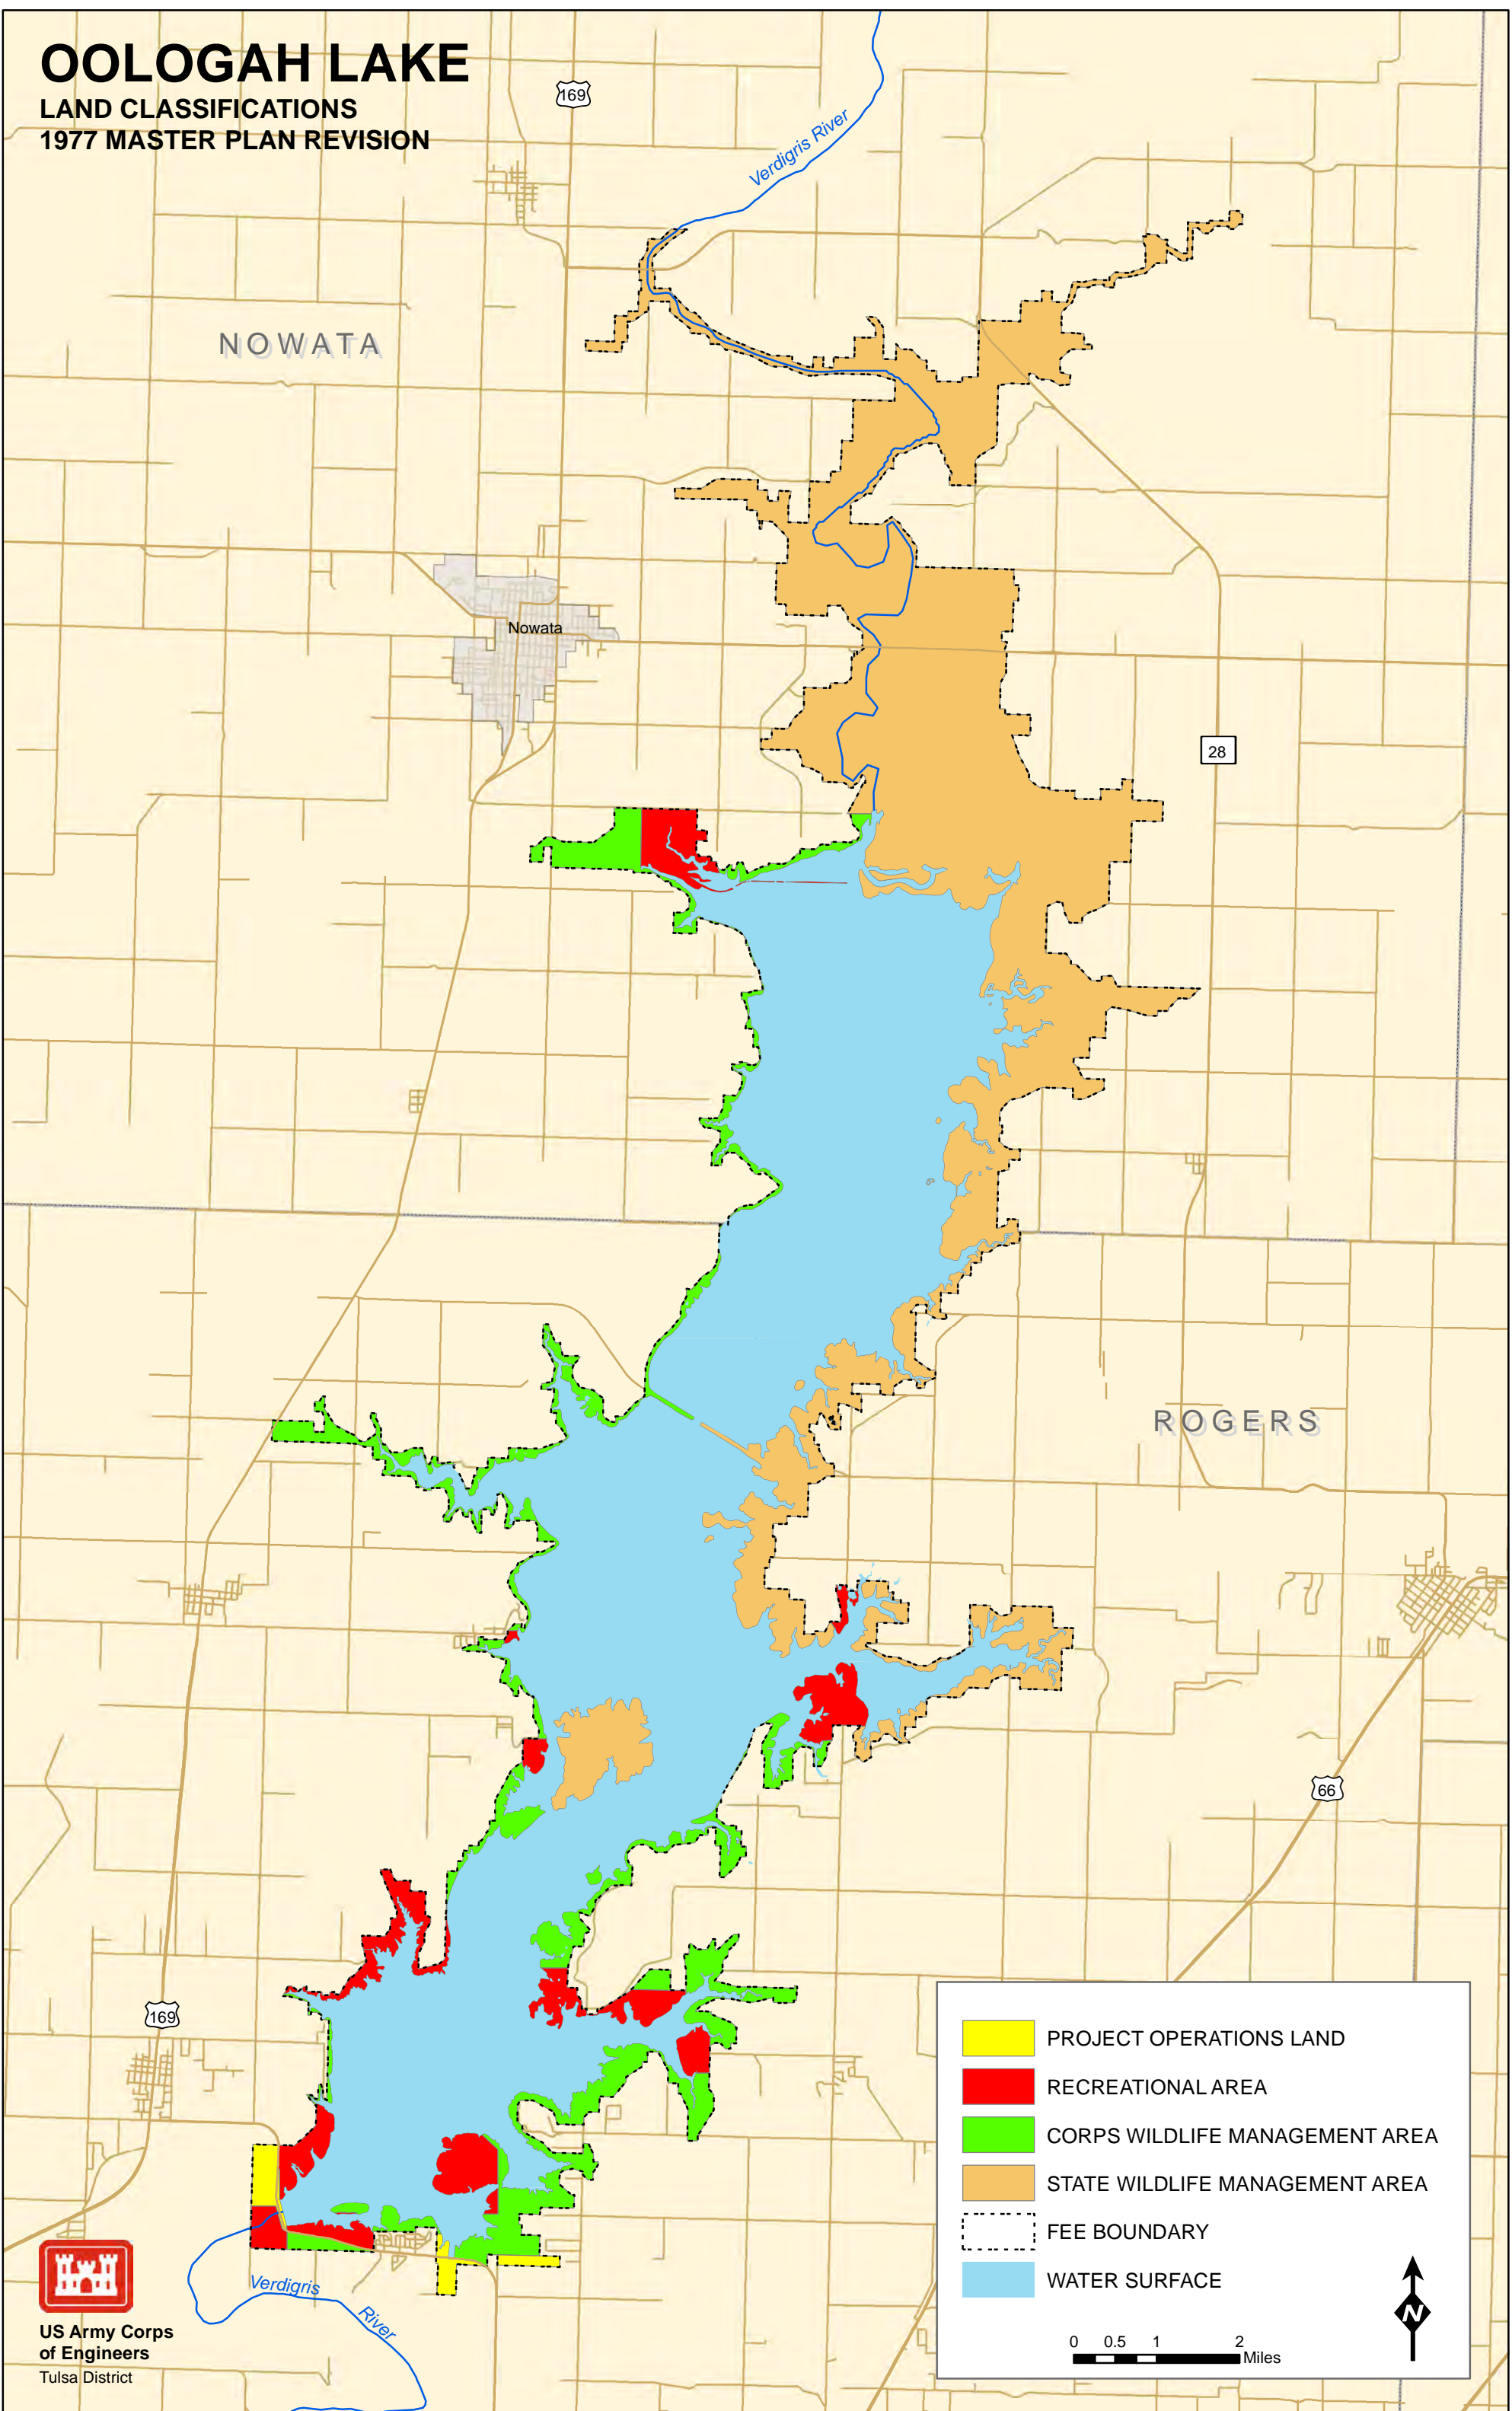 OOLOGAH LAKE
LAND CLASSIFICATIONS
1977 MASTER PLAN REVISION
169
Verdigris River
NOWATA
Nowata
28
ROGERS
66
169
PROJECT OPERATIONS LAND
RECREATIONAL AREA
CORPS WILDLIFE MANAGEMENT AREA
STATE WILDLIFE MANAGEMENT AREA
FEE BOUNDARY
WATER SURFACE
N
0 0.5 1 2
Miles
Verdigris
River
US Army Corps
of Engineers
Tulsa District